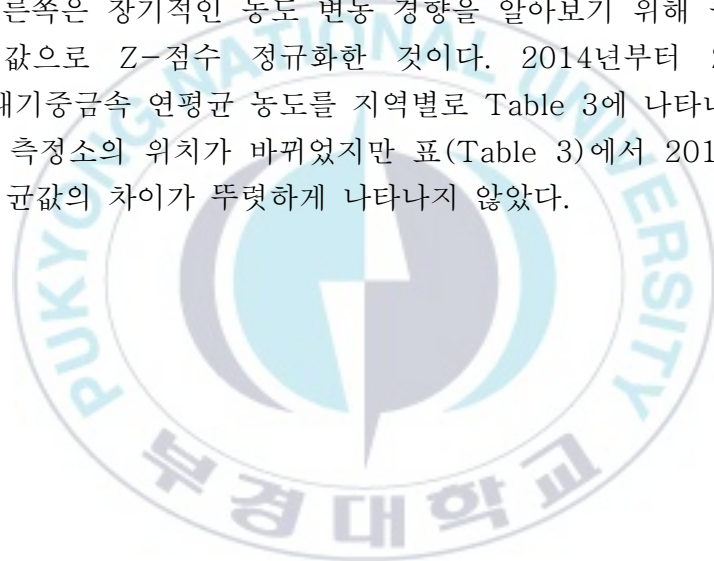 른쪽은 장기적인 농도 변동 경향을 알아보기 위해
값으로 Z-점수 정규화한 것이다. 2014년부터
대기중금속 연평균 농도를 지역별로 Table 3에 나타
측정소의 위치가 바뀌었지만 표(Table 3)에서 201
균값의 차이가 뚜렷하게 나타나지 않았다.
PUKYONG NATIONAL UNIVERSITY
부경대학교